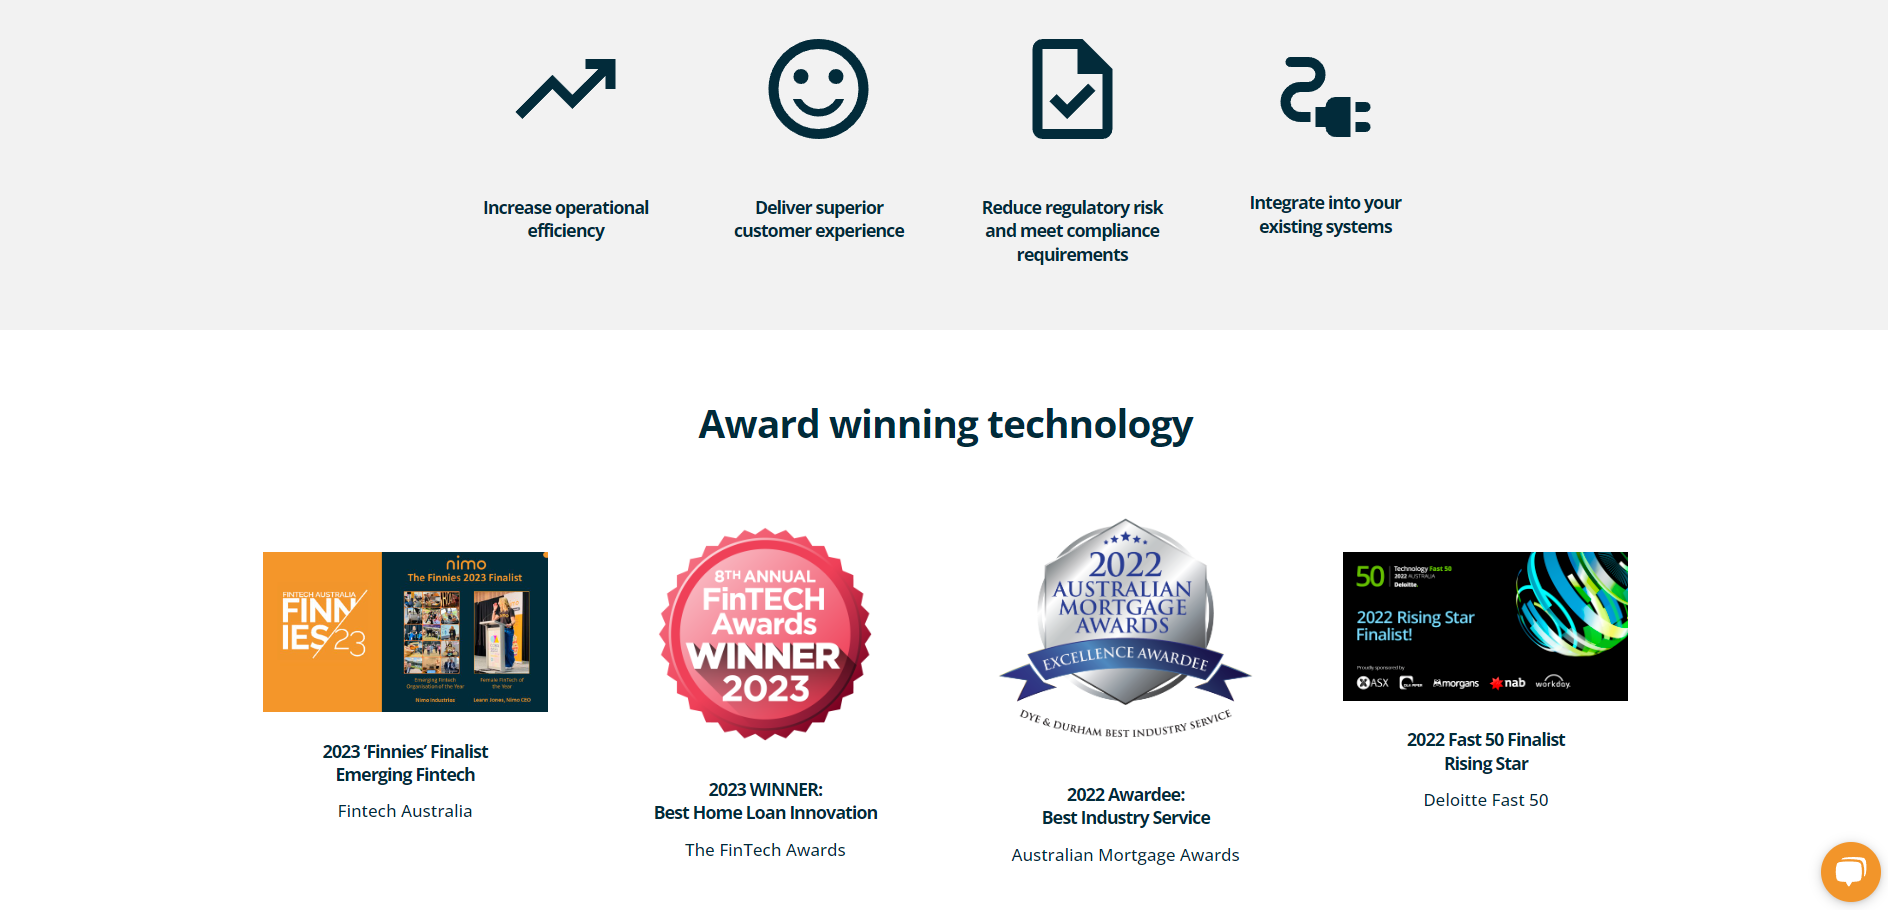 Increase operational
efficiency
Deliver superior
customer experience
Reduce regulatory risk
and meet compliance
requirements
Integrate into your
existing systems
Award winning technology
FINTECH AUSTRALIA
FINN
IES/23
nimo
The Finnies 2023 Finalist
Emerging Fintech
Organisation of the Year
Nimo Industries
Female FinTech of
the Year
Leann Jones, Nimo CEO
2023 ‘Finnies’ Finalist
Emerging Fintech
Fintech Australia
8TH ANNUAL
FinTECH
Awards
WINNER
2023
2023 WINNER:
Best Home Loan Innovation
The FinTech Awards
2022
AUSTRALIAN
MORTGAGE
AWARDS
EXCELLENCE AWARDEE
DYE & DURHAM BEST INDUSTRY SERVICE
2022 Awardee:
Best Industry Service
Australian Mortgage Awards
50
Technology Fast 50
2022 AUSTRALIA
Deloitte.
2022 Rising Star
Finalist!
Proudly sponsored by
ASX
DLA PIPER
morgans
nab
workday.
2022 Fast 50 Finalist
Rising Star
Deloitte Fast 50